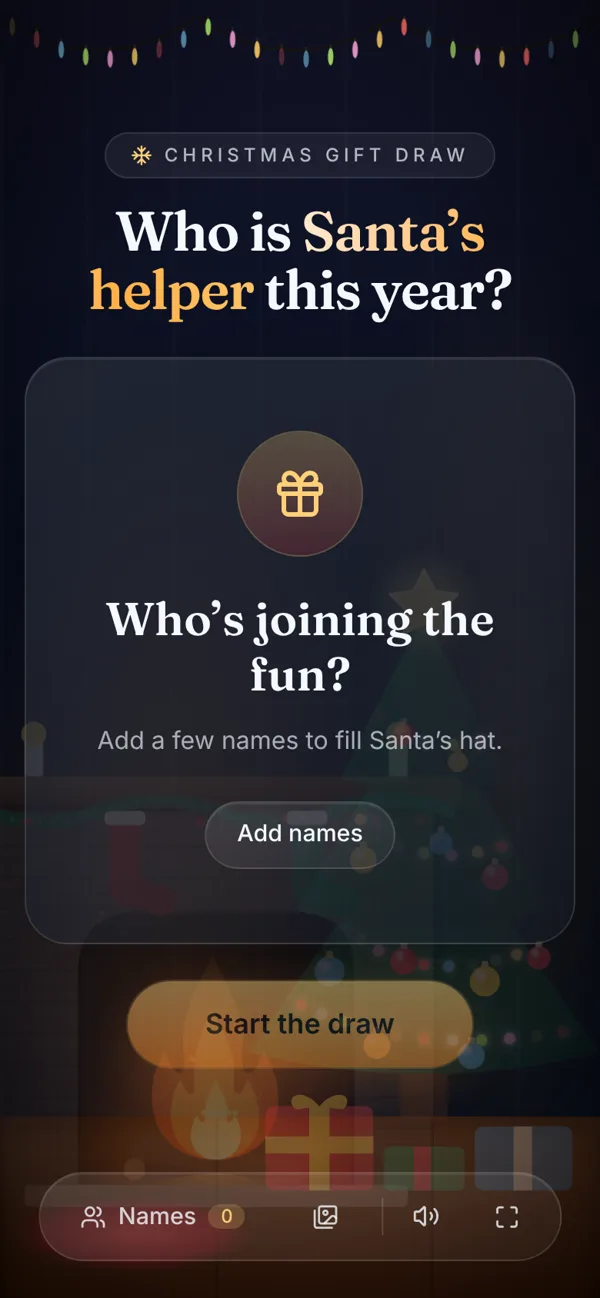 CHRISTMAS GIFT DRAW
Who is Santa’s
helper this year?
Who’s joining the
fun?
Add a few names to fill Santa’s hat.
Add names
Start the draw
Names 0